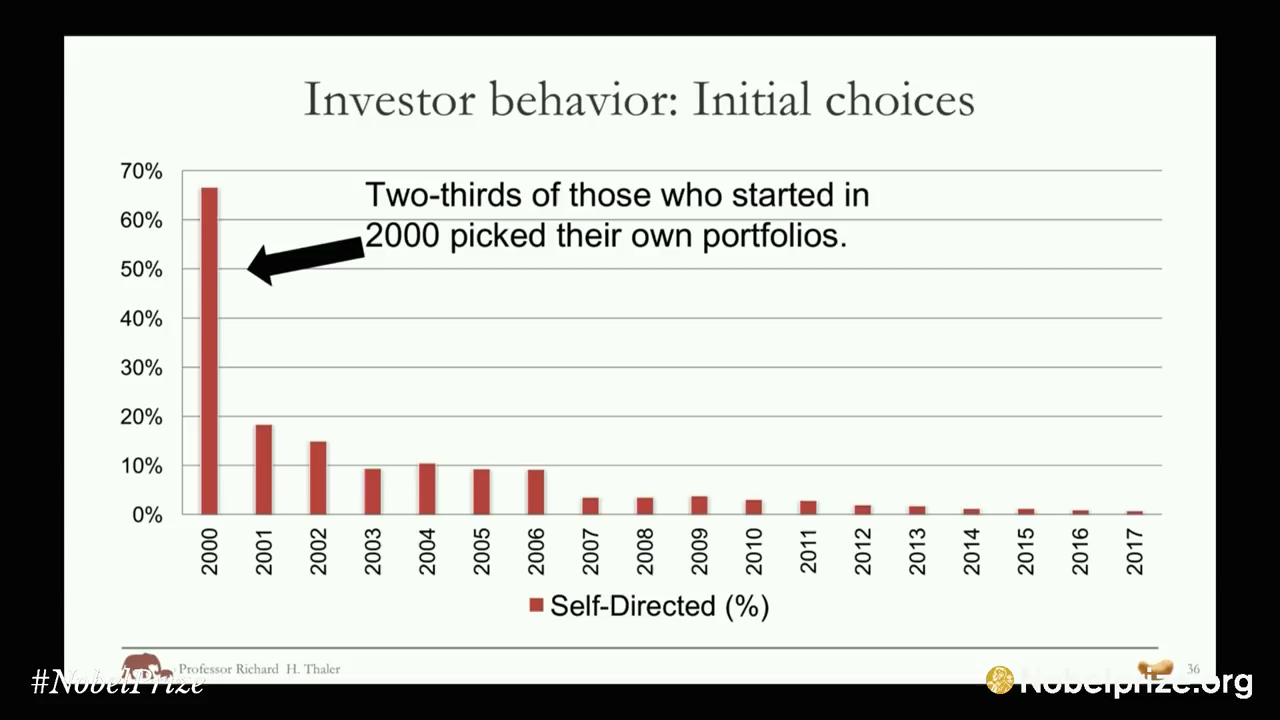 Investor behavior: Initial choices
70%
60%
50%
40%
30%
20%
10%
0%
Two-thirds of those who started in
2000 picked their own portfolios.
2000 2001 2002 2003 2004 2005 2006 2007 2008 2009 2010 2011 2012 2013 2014 2015 2016 2017
Self-Directed (%)
Professor Richard H. Thaler
36
#NobelPrize
Nobelprize.org